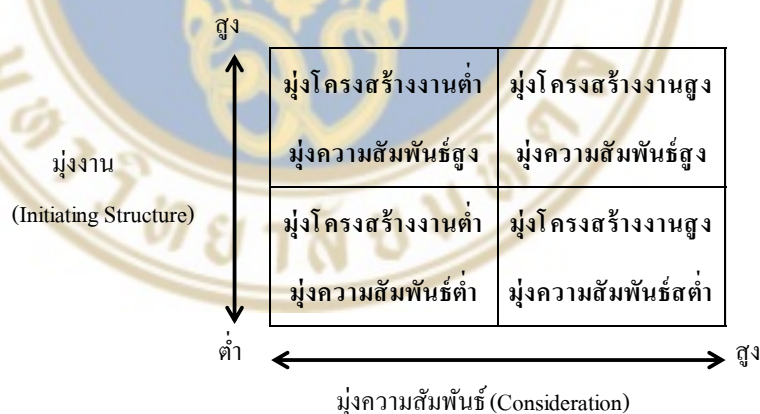 สูง
มุ่งโครงสร้างงานต่ำ มุ่งโครงสร้างงานสูง
มุ่งความสัมพันธ์สูง มุ่งความสัมพันธ์สูง
มุ่งงาน
(Initiating Structure)
มุ่งโครงสร้างงานต่ำ มุ่งโครงสร้างงานสูง
มุ่งความสัมพันธ์ต่ำ มุ่งความสัมพันธ์สต่ำ
ต่ำ สูง
มุ่งความสัมพันธ์ (Consideration)